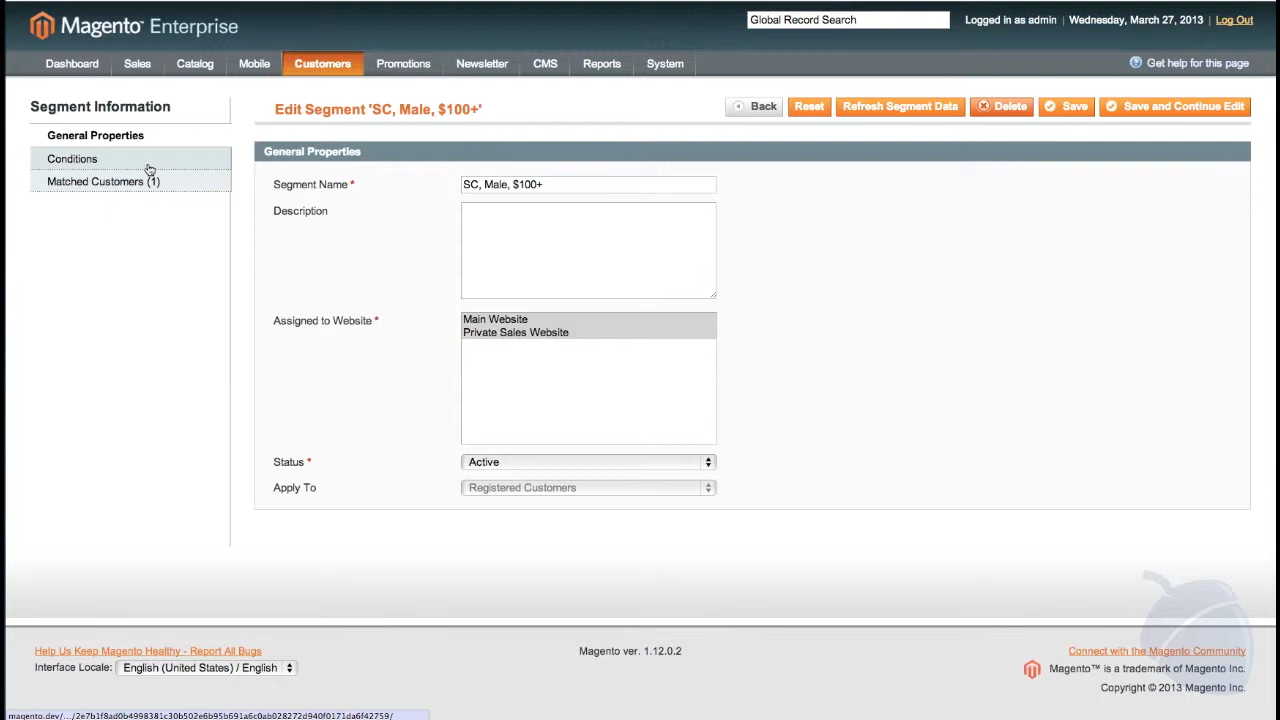 Magento™ Enterprise
Global Record Search
Logged in as admin | Wednesday, March 27, 2013 | Log Out
Dashboard Sales Catalog Mobile Customers Promotions Newsletter CMS Reports System
Get help for this page
Segment Information
General Properties
Conditions
Matched Customers (1)
Edit Segment 'SC, Male, $100+'
Back Reset Refresh Segment Data Delete Save Save and Continue Edit
General Properties
Segment Name * SC, Male, $100+
Description
Assigned to Website * Main Website
Private Sales Website
Status * Active
Apply To Registered Customers
Help Us Keep Magento Healthy - Report All Bugs
Interface Locale: English (United States) / English
Magento ver. 1.12.0.2
Connect with the Magento Community
Magento™ is a trademark of Magento Inc.
Copyright © 2013 Magento Inc.